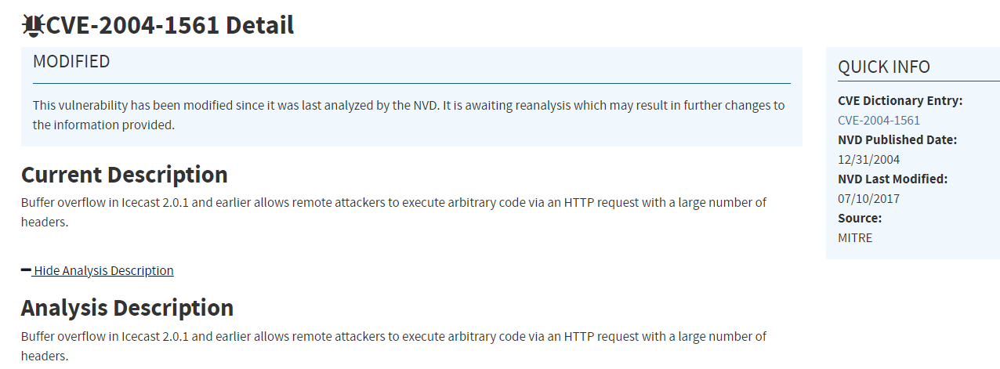 CVE-2004-1561 Detail
MODIFIED
This vulnerability has been modified since it was last analyzed by the NVD. It is awaiting reanalysis which may result in further changes to
the information provided.
Current Description
Buffer overflow in Icecast 2.0.1 and earlier allows remote attackers to execute arbitrary code via an HTTP request with a large number of
headers.
Hide Analysis Description
Analysis Description
Buffer overflow in Icecast 2.0.1 and earlier allows remote attackers to execute arbitrary code via an HTTP request with a large number of
headers.
QUICK INFO
CVE Dictionary Entry:
CVE-2004-1561
NVD Published Date:
12/31/2004
NVD Last Modified:
07/10/2017
Source:
MITRE